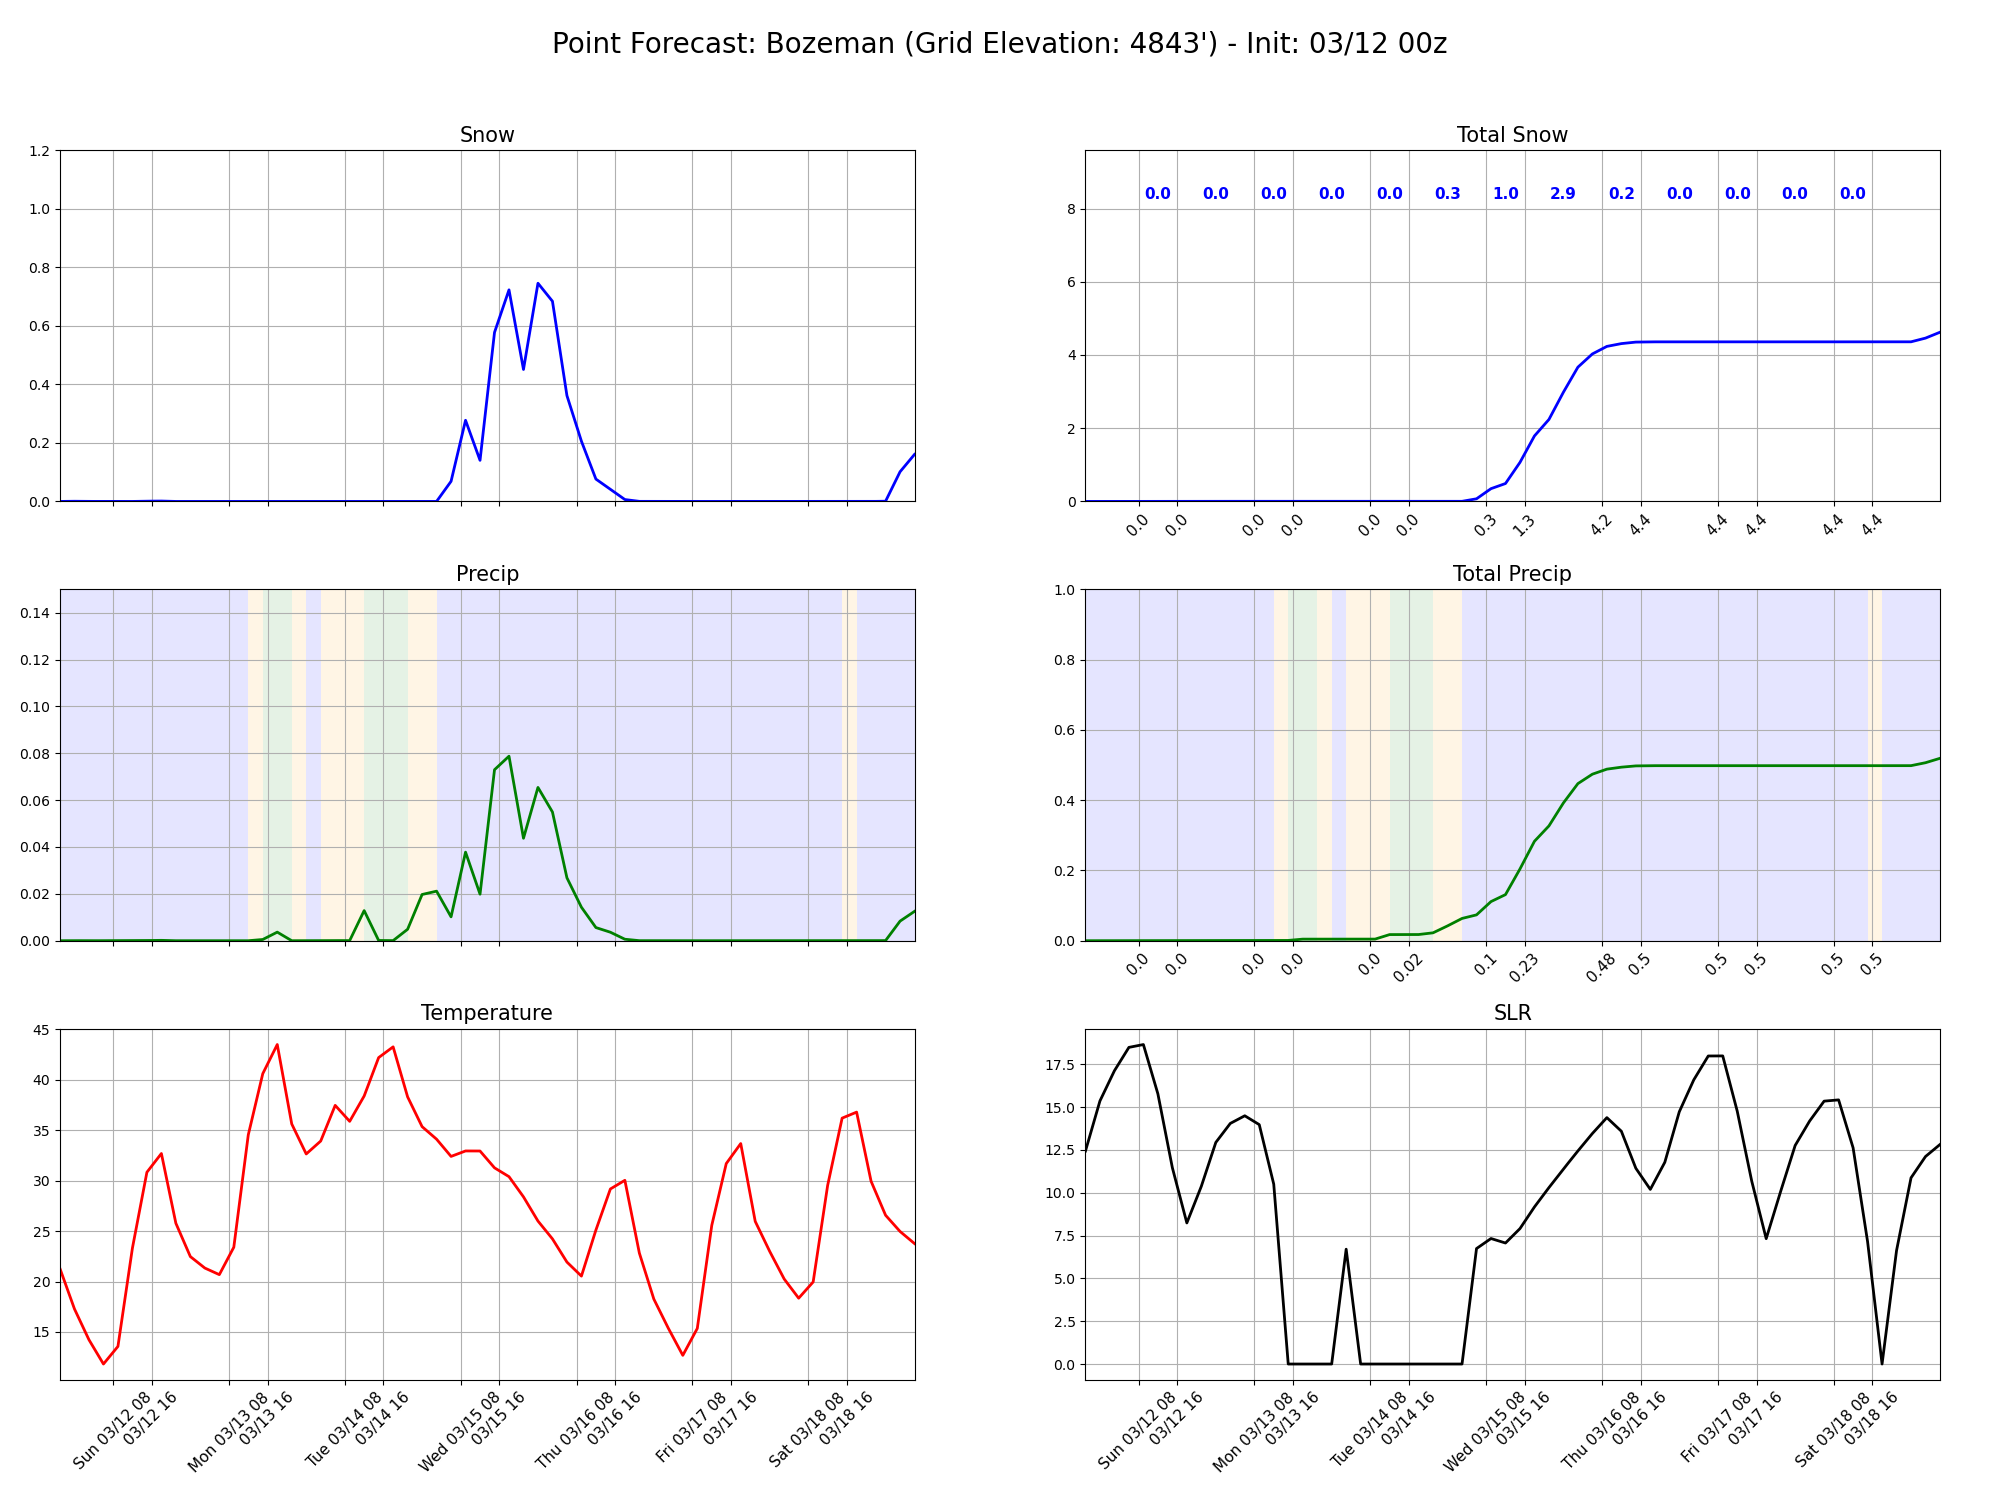 Point Forecast: Bozeman (Grid Elevation: 4843') - Init: 03/12 00z
Snow
1.2
1.0
0.8
0.6
0.4
0.2
0.0
Total Snow
0.0 0.0 0.0 0.0 0.0 0.3 1.0 2.9 0.2 0.0 0.0 0.0 0.0
8
6
4
2
0
0.0 0.0 0.0 0.0 0.0 0.0 0.3 1.3 4.2 4.4 4.4 4.4 4.4 4.4
Precip
0.14
0.12
0.10
0.08
0.06
0.04
0.02
0.00
Total Precip
1.0
0.8
0.6
0.4
0.2
0.0
0.0 0.0 0.0 0.0 0.0 0.02 0.1 0.23 0.48 0.5 0.5 0.5 0.5 0.5
Temperature
45
40
35
30
25
20
15
Sun 03/12 08
03/12 16
Mon 03/13 08
03/13 16
Tue 03/14 08
03/14 16
Wed 03/15 08
03/15 16
Thu 03/16 08
03/16 16
Fri 03/17 08
03/17 16
Sat 03/18 08
03/18 16
SLR
17.5
15.0
12.5
10.0
7.5
5.0
2.5
0.0
Sun 03/12 08
03/12 16
Mon 03/13 08
03/13 16
Tue 03/14 08
03/14 16
Wed 03/15 08
03/15 16
Thu 03/16 08
03/16 16
Fri 03/17 08
03/17 16
Sat 03/18 08
03/18 16